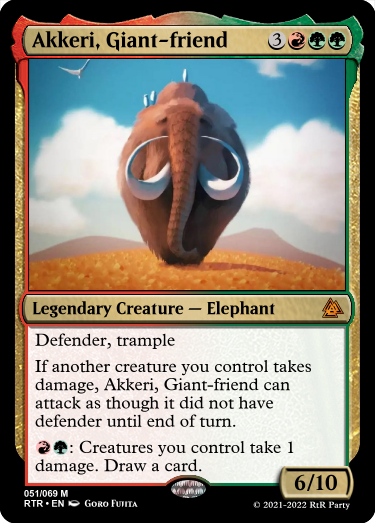 Akkeri, Giant-friend 3
Legendary Creature — Elephant
Defender, trample
If another creature you control takes
damage, Akkeri, Giant-friend can
attack as though it did not have
defender until end of turn.
: Creatures you control take 1
damage. Draw a card.
6/10
051/069 M
RTR • EN Goro Fujita
© 2021-2022 RtR Party